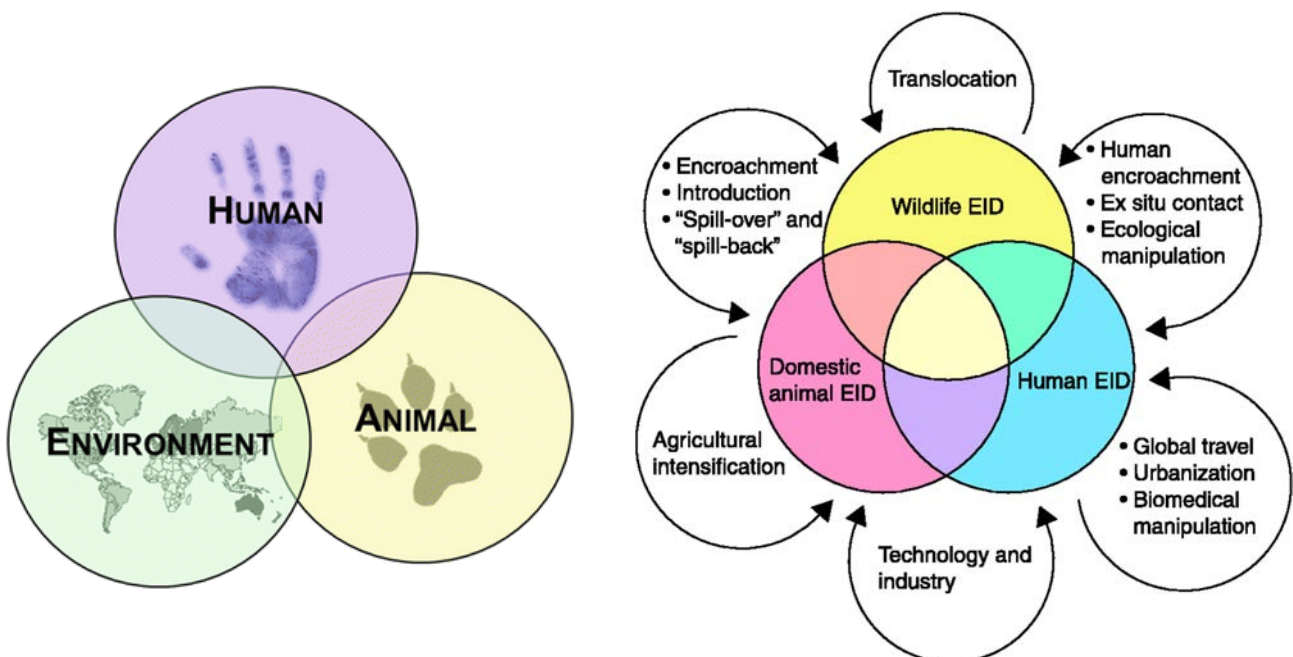 HUMAN
ENVIRONMENT
ANIMAL
Translocation
• Encroachment
• Introduction
• “Spill-over” and
“spill-back”
Wildlife EID
• Human
encroachment
• Ex situ contact
• Ecological
manipulation
Domestic
animal EID
Human EID
Agricultural
intensification
• Global travel
• Urbanization
• Biomedical
manipulation
Technology and
industry